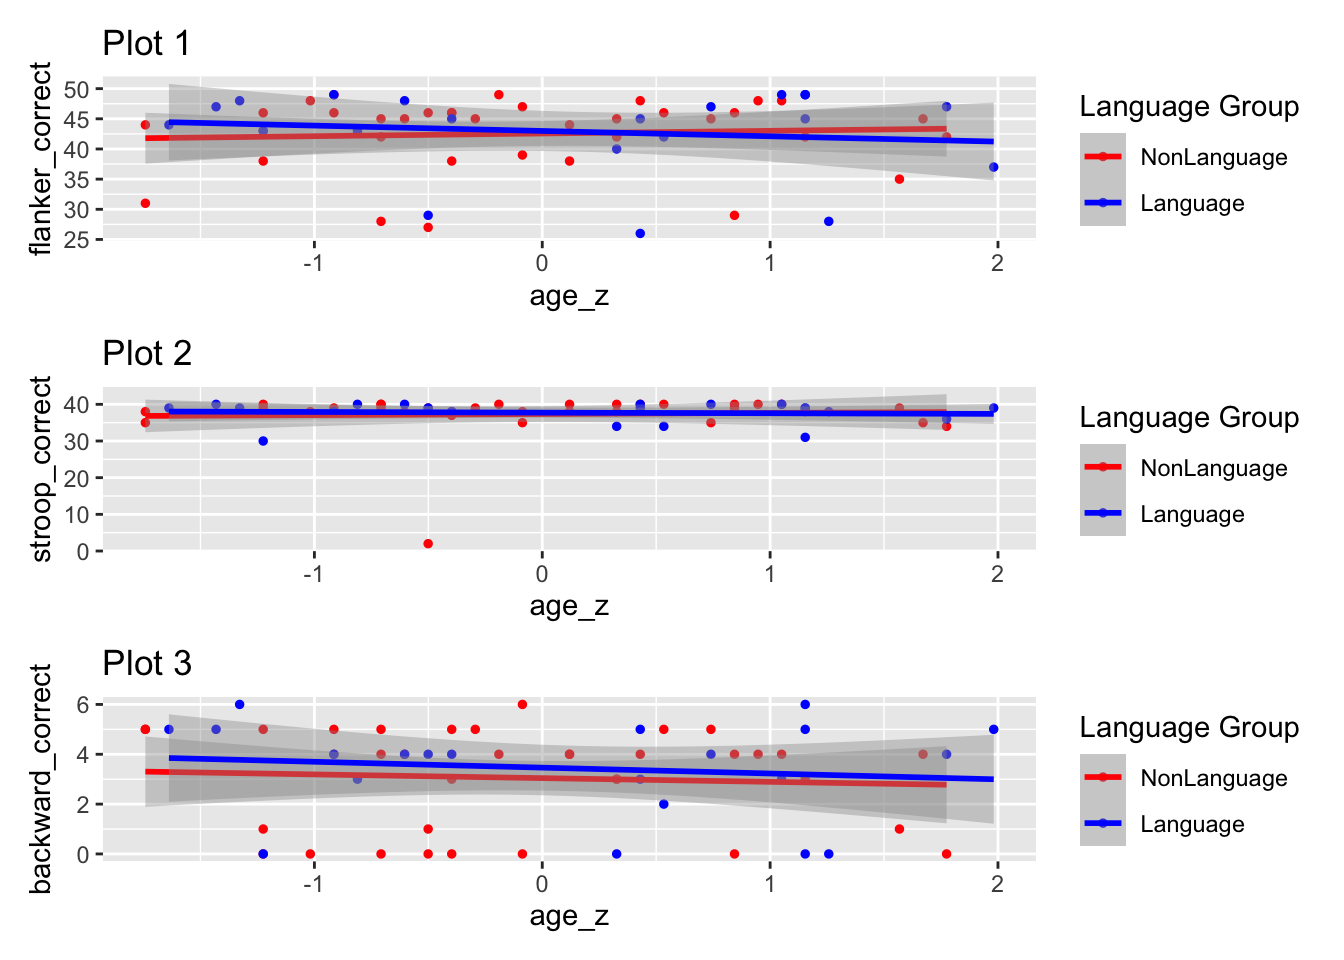 Plot 1
flanker_correct
50
45
40
35
30
25
-1
0
1
2
age_z
Language Group
NonLanguage
Language
Plot 2
stroop_correct
40
30
20
10
0
-1
0
1
2
age_z
Language Group
NonLanguage
Language
Plot 3
backward_correct
6
4
2
0
-1
0
1
2
age_z
Language Group
NonLanguage
Language